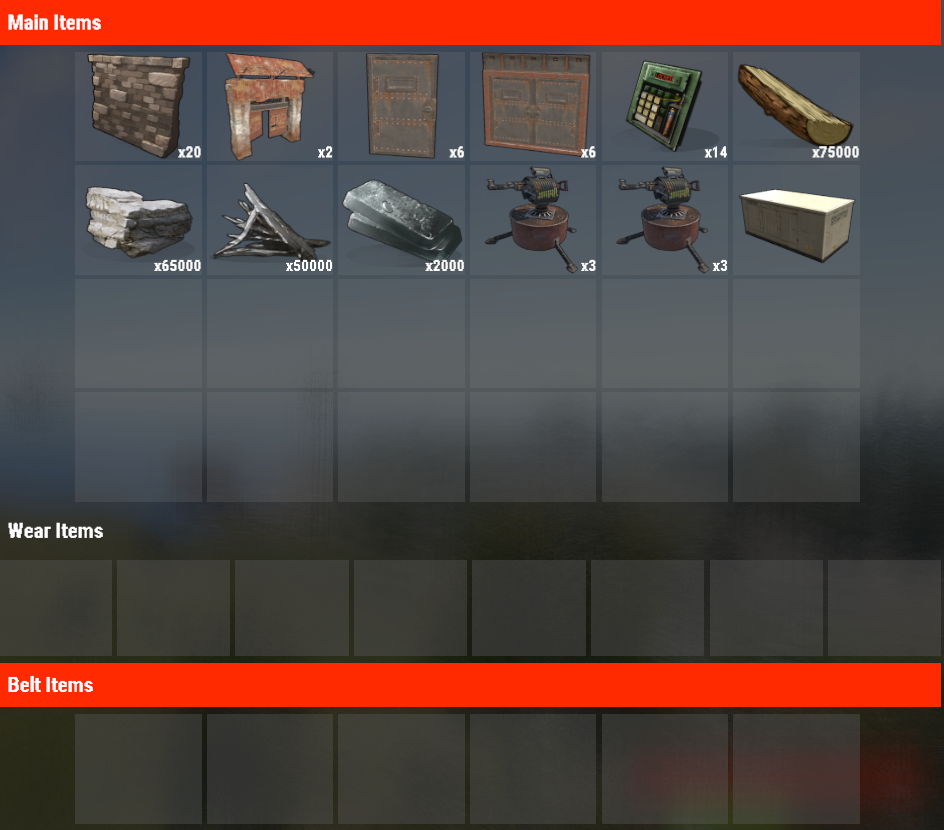 Main Items
x20
x2
x6
x6
x14
x75000
x65000
x50000
x2000
x3
x3
Wear Items
Belt Items